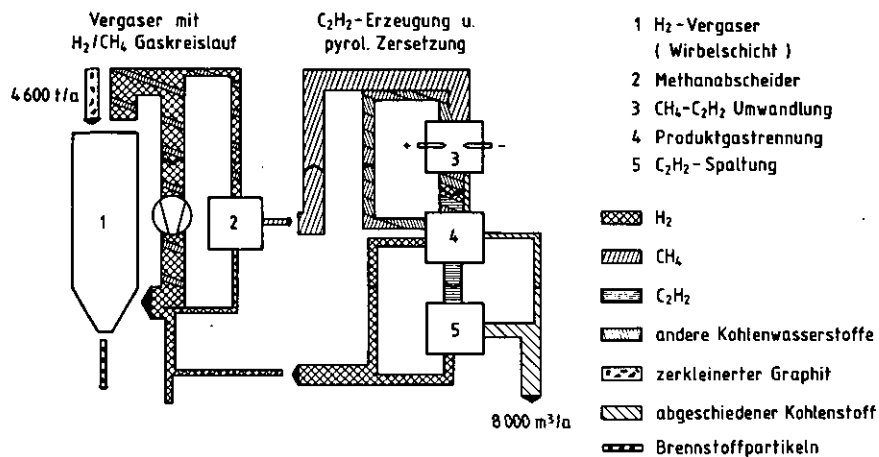 Vergaser mit
H₂/CH₄ Gaskreislauf
C₂H₂-Erzeugung u.
pyrol. Zersetzung
4 600 t/a
1
2
+
3
-
4
5
8 000 m³/a
1 H₂-Vergaser
( Wirbelschicht )
2 Methanabscheider
3 CH₄-C₂H₂ Umwandlung
4 Produktgastrennung
5 C₂H₂-Spaltung
H₂
CH₄
C₂H₂
andere Kohlenwasserstoffe
zerkleinerter Graphit
abgeschiedener Kohlenstoff
Brennstoffpartikeln